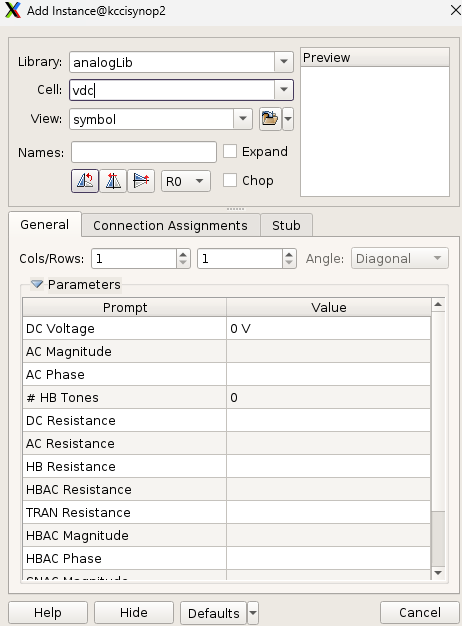 Add Instance@kccisynop2
Library: analogLib
Preview
Cell: vdc
View: symbol
Names:
Expand
R0
Chop
General
Connection Assignments
Stub
Cols/Rows: 1 1 Angle: Diagonal
Parameters
Prompt Value
DC Voltage 0 V
AC Magnitude
AC Phase
# HB Tones 0
DC Resistance
AC Resistance
HB Resistance
HBAC Resistance
TRAN Resistance
HBAC Magnitude
HBAC Phase
SNAC Magnitude
Help Hide Defaults Cancel